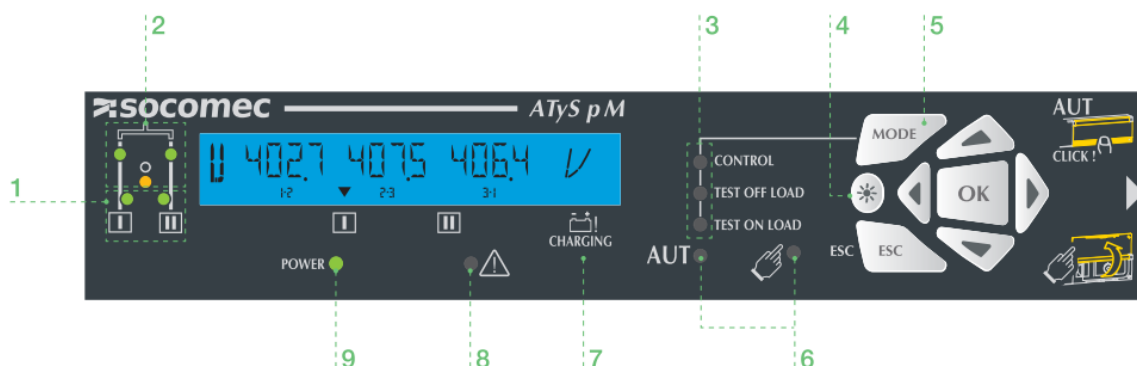 2
3
4
5
socomec
ATyS p M
AUT
CLICK !
MODE
1
U 402.7 407.5 406.4 V
1-2 2-3 3-1
CONTROL
TEST OFF LOAD
TEST ON LOAD
OK
I II
I II
CHARGING
POWER
AUT
ESC
ESC
9
8
7
6